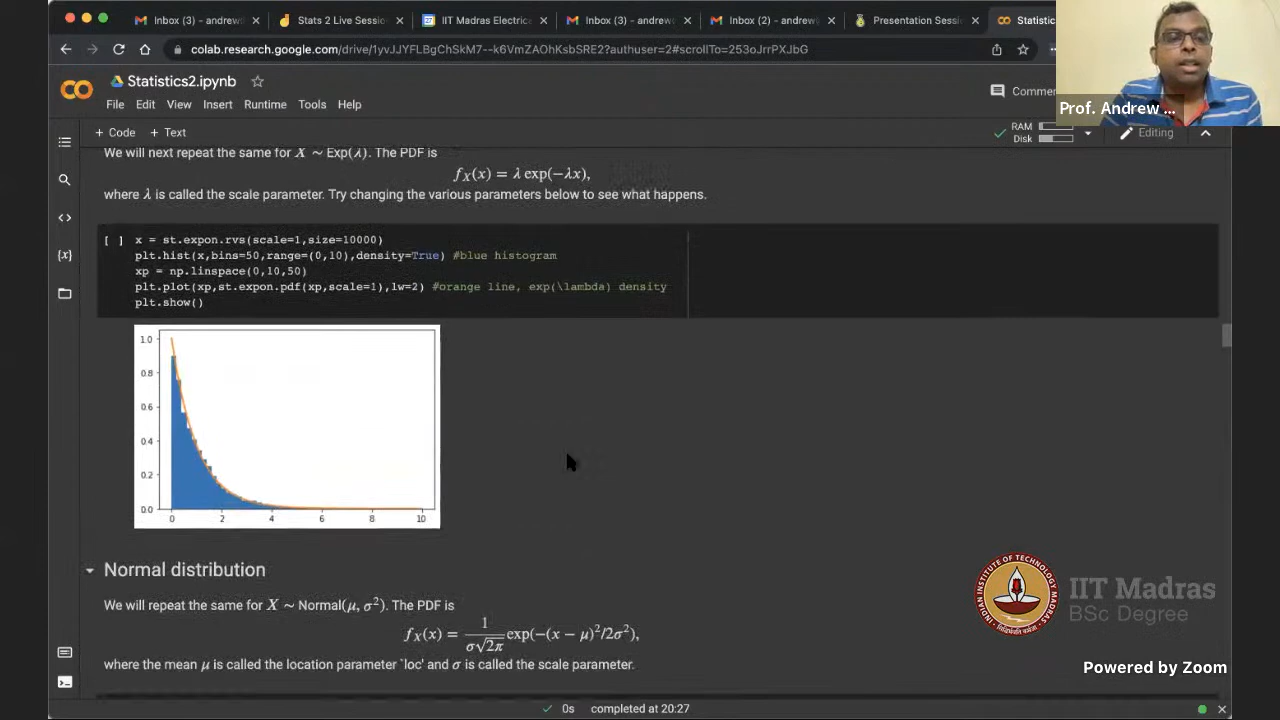 Inbox (3) - andrew
Stats 2 Live Sessio
IIT Madras Electrica
Inbox (3) - andrew
Inbox (2) - andrew
Presentation Sessi
Statistic
colab.research.google.com/drive/1yvJJYFLBgChSkM7--k6VmZAOhKsbSRE2?authuser=2#scrollTo=253oJrrPXJbG
Statistics2.ipynb
File Edit View Insert Runtime Tools Help
Comme
Prof. Andrew ...
+ Code + Text
RAM
Disk
Editing
We will next repeat the same for X ~ Exp(λ). The PDF is
f_X(x) = λ exp(−λx),
where λ is called the scale parameter. Try changing the various parameters below to see what happens.
[ ] x = st.expon.rvs(scale=1,size=10000)
plt.hist(x,bins=50,range=(0,10),density=True) #blue histogram
xp = np.linspace(0,10,50)
plt.plot(xp,st.expon.pdf(xp,scale=1),lw=2) #orange line, exp(\lambda) density
plt.show()
1.0
0.8
0.6
0.4
0.2
0.0
0 2 4 6 8 10
Normal distribution
We will repeat the same for X ~ Normal(μ, σ²). The PDF is
f_X(x) = 1/(σ√2π) exp(−(x − μ)²/2σ²),
where the mean μ is called the location parameter `loc' and σ is called the scale parameter.
INDIAN INSTITUTE OF TECHNOLOGY MADRAS
IIT Madras
BSc Degree
Powered by Zoom
0s completed at 20:27